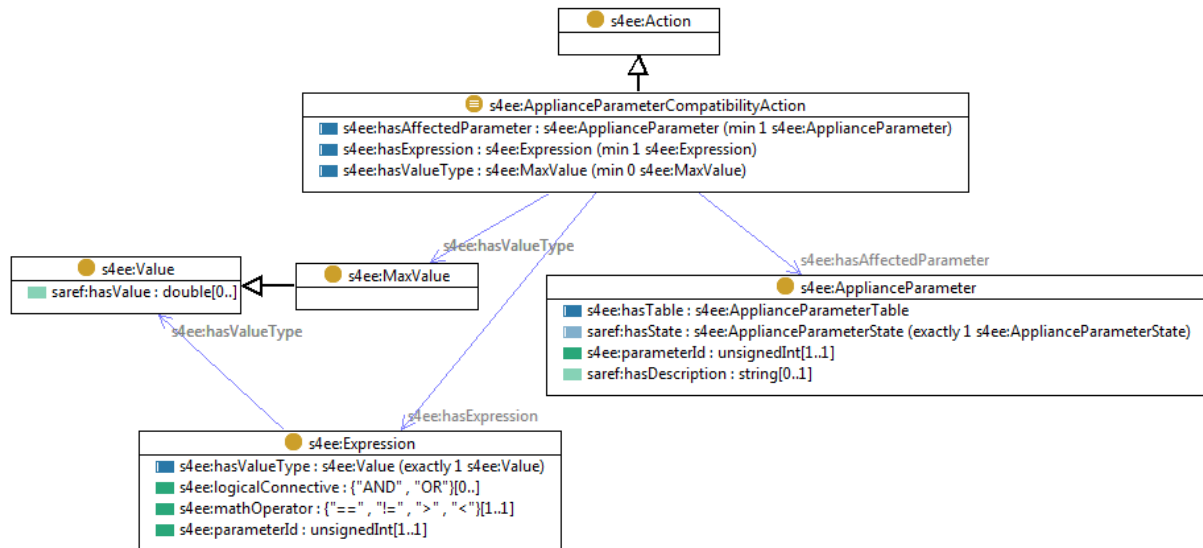 s4ee:Action
s4ee:ApplianceParameterCompatibilityAction
s4ee:hasAffectedParameter : s4ee:ApplianceParameter (min 1 s4ee:ApplianceParameter)
s4ee:hasExpression : s4ee:Expression (min 1 s4ee:Expression)
s4ee:hasValueType : s4ee:MaxValue (min 0 s4ee:MaxValue)
s4ee:hasValueType
s4ee:hasAffectedParameter
s4ee:Value
saref:hasValue : double[0..]
s4ee:MaxValue
s4ee:ApplianceParameter
s4ee:hasTable : s4ee:ApplianceParameterTable
saref:hasState : s4ee:ApplianceParameterState (exactly 1 s4ee:ApplianceParameterState)
s4ee:parameterId : unsignedInt[1..1]
saref:hasDescription : string[0..1]
s4ee:hasValueType
s4ee:hasExpression
s4ee:Expression
s4ee:hasValueType : s4ee:Value (exactly 1 s4ee:Value)
s4ee:logicalConnective : {"AND" , "OR"}[0..]
s4ee:mathOperator : {"==" , "!=" , ">" , "<"}[1..1]
s4ee:parameterId : unsignedInt[1..1]